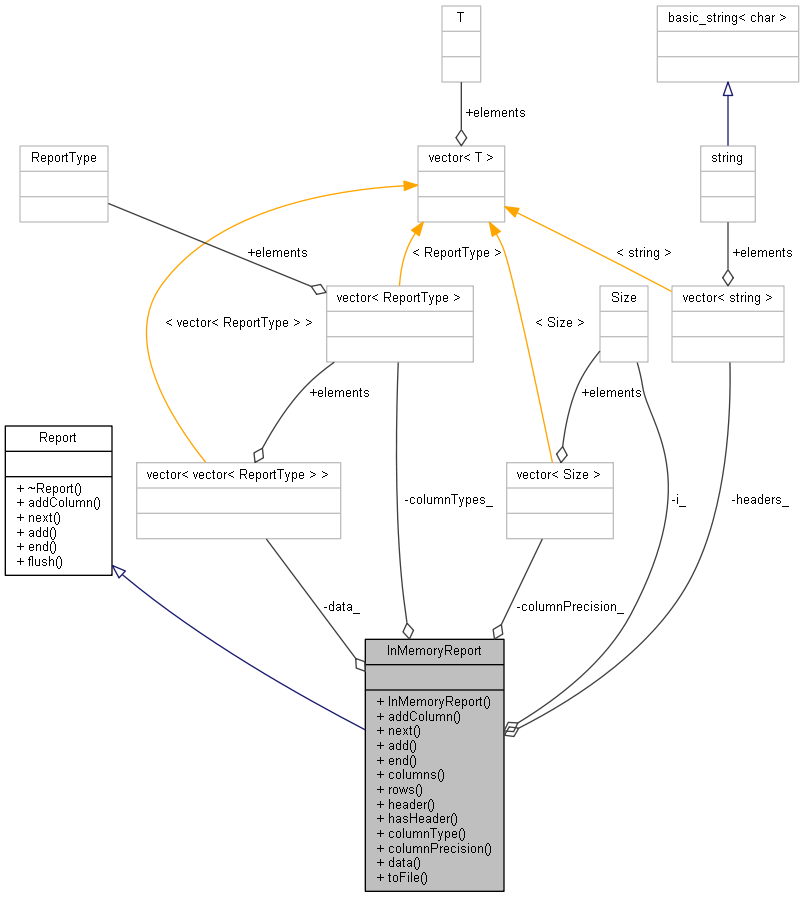 T
basic_string< char >
+elements
ReportType
vector< T >
string
+elements
< ReportType >
< string >
+elements
vector< ReportType >
Size
vector< string >
< vector< ReportType > >
< Size >
+elements
+elements
Report
+ ~Report()
+ addColumn()
+ next()
+ add()
+ end()
+ flush()
vector< vector< ReportType > >
vector< Size >
-columnTypes_
-i_
-headers_
-data_
-columnPrecision_
InMemoryReport
+ InMemoryReport()
+ addColumn()
+ next()
+ add()
+ end()
+ columns()
+ rows()
+ header()
+ hasHeader()
+ columnType()
+ columnPrecision()
+ data()
+ toFile()